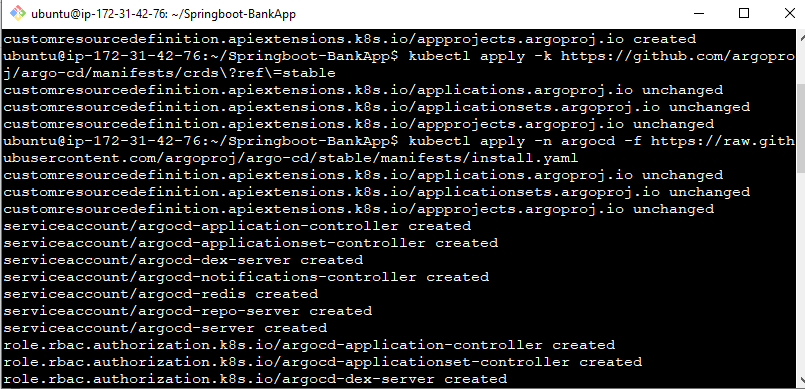 ubuntu@ip-172-31-42-76: ~/Springboot-BankApp
customresourcedefinition.apiextensions.k8s.io/appprojects.argoproj.io created
ubuntu@ip-172-31-42-76:~/Springboot-BankApp$ kubectl apply -k https://github.com/argopro
j/argo-cd/manifests/crds\?ref\=stable
customresourcedefinition.apiextensions.k8s.io/applications.argoproj.io unchanged
customresourcedefinition.apiextensions.k8s.io/applicationsets.argoproj.io unchanged
customresourcedefinition.apiextensions.k8s.io/appprojects.argoproj.io unchanged
ubuntu@ip-172-31-42-76:~/Springboot-BankApp$ kubectl apply -n argocd -f https://raw.gith
ubusercontent.com/argoproj/argo-cd/stable/manifests/install.yaml
customresourcedefinition.apiextensions.k8s.io/applications.argoproj.io unchanged
customresourcedefinition.apiextensions.k8s.io/applicationsets.argoproj.io unchanged
customresourcedefinition.apiextensions.k8s.io/appprojects.argoproj.io unchanged
serviceaccount/argocd-application-controller created
serviceaccount/argocd-applicationset-controller created
serviceaccount/argocd-dex-server created
serviceaccount/argocd-notifications-controller created
serviceaccount/argocd-redis created
serviceaccount/argocd-repo-server created
serviceaccount/argocd-server created
role.rbac.authorization.k8s.io/argocd-application-controller created
role.rbac.authorization.k8s.io/argocd-applicationset-controller created
role.rbac.authorization.k8s.io/argocd-dex-server created